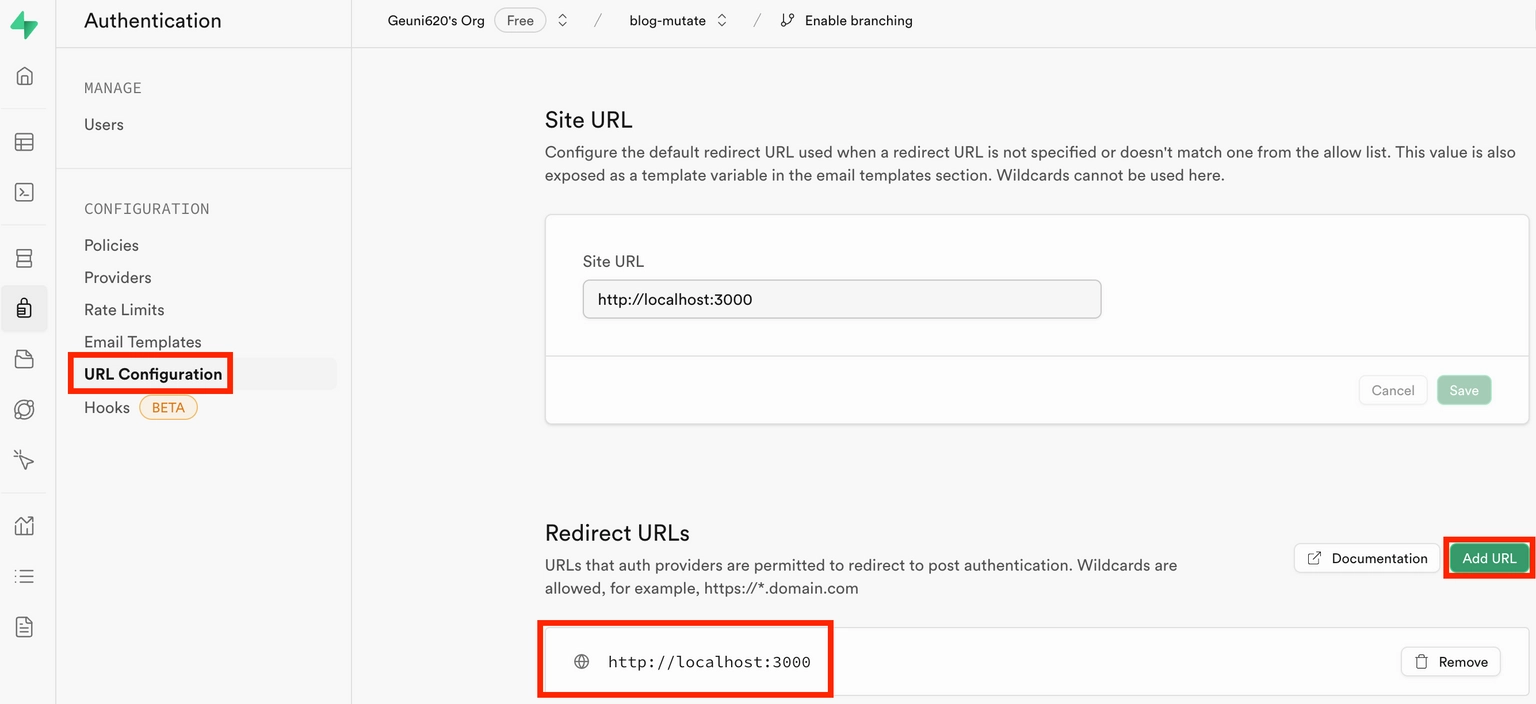 Authentication
Geuni620's Org Free / blog-mutate / Enable branching
MANAGE
Users
CONFIGURATION
Policies
Providers
Rate Limits
Email Templates
URL Configuration
Hooks BETA
Site URL
Configure the default redirect URL used when a redirect URL is not specified or doesn't match one from the allow list. This value is also
exposed as a template variable in the email templates section. Wildcards cannot be used here.
Site URL
http://localhost:3000
Cancel Save
Redirect URLs
URLs that auth providers are permitted to redirect to post authentication. Wildcards are
allowed, for example, https://*.domain.com
Documentation Add URL
http://localhost:3000 Remove